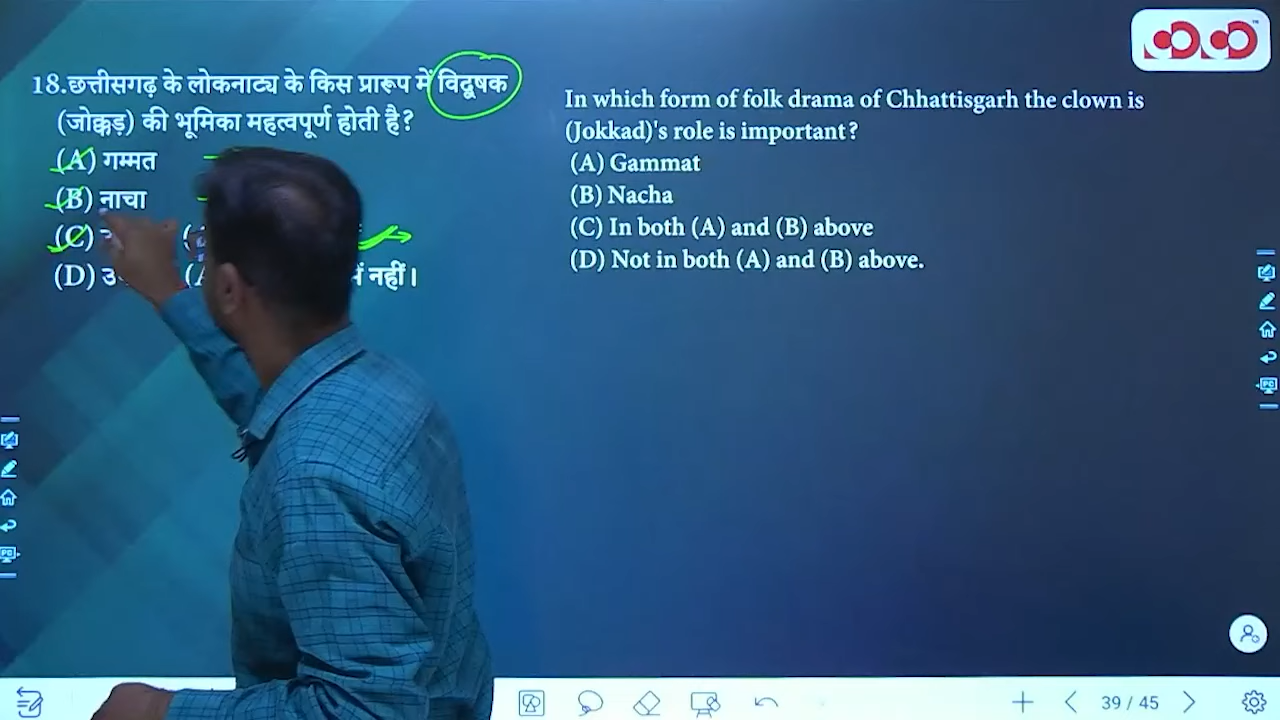 18.छत्तीसगढ़ के लोकनाट्य के किस प्रारूप में विदूषक
(जोक्कड़) की भूमिका महत्वपूर्ण होती है?
(A) गम्मत
(B) नाचा
(C)
(D)
में नहीं।
In which form of folk drama of Chhattisgarh the clown is
(Jokkad)'s role is important?
(A) Gammat
(B) Nacha
(C) In both (A) and (B) above
(D) Not in both (A) and (B) above.
39 / 45